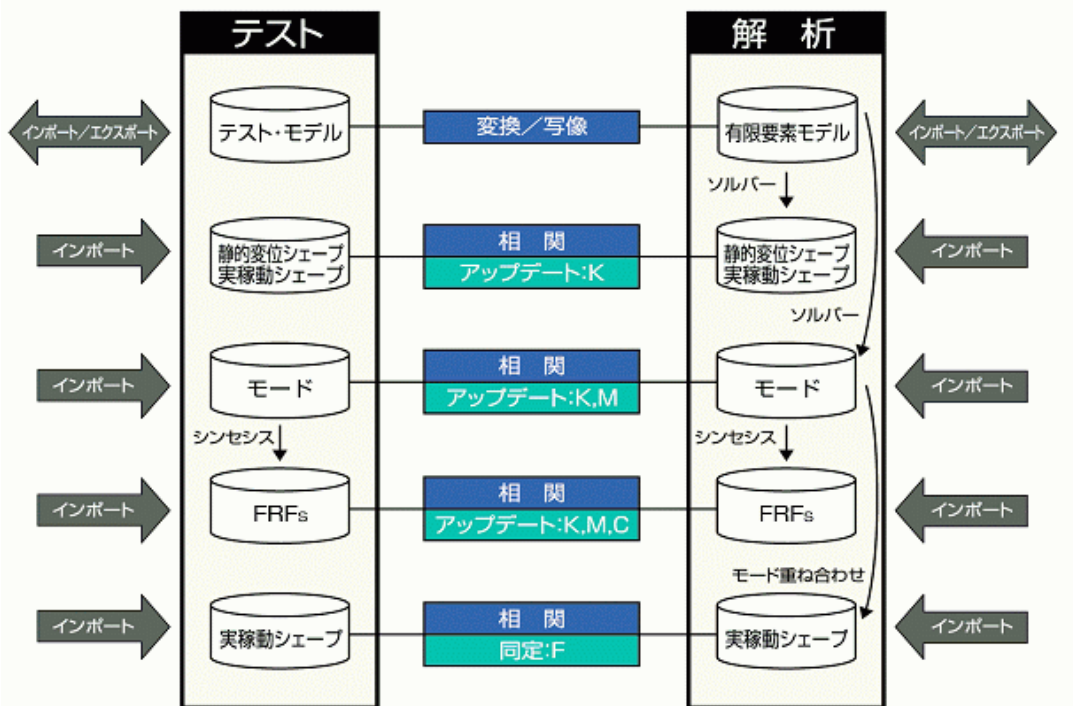 テスト
解 析
インポート／エクスポート
テスト・モデル
変換／写像
有限要素モデル
インポート／エクスポート
ソルバー
インポート
静的変位シェープ
実稼動シェープ
相 関
アップデート:K
静的変位シェープ
実稼動シェープ
インポート
ソルバー
インポート
モード
相 関
アップデート:K,M
モード
インポート
シンセシス
シンセシス
インポート
FRFs
相 関
アップデート:K,M,C
FRFs
インポート
モード重ね合わせ
インポート
実稼動シェープ
相 関
同定:F
実稼動シェープ
インポート